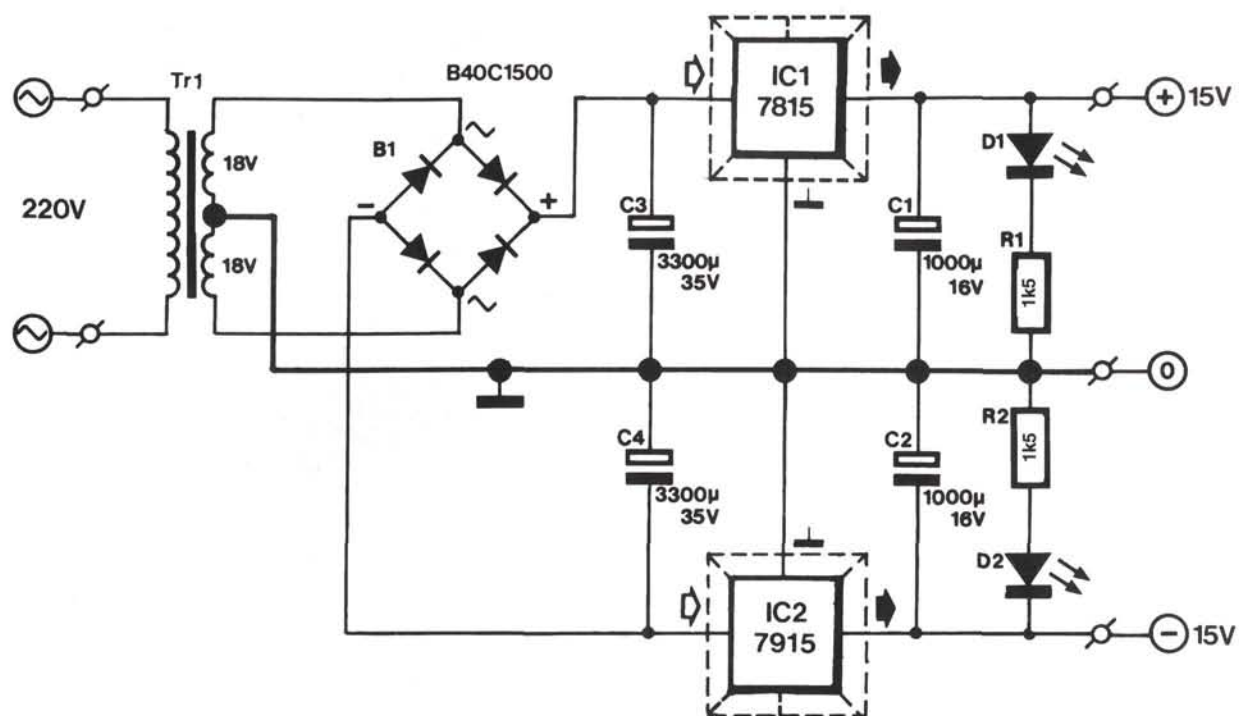 Tr1
220V
18V
18V
B40C1500
B1
~
~
-
+
C3
3300µ
35V
IC1
7815
C1
1000µ
16V
D1
R1
1k5
+ 15V
0
C4
3300µ
35V
IC2
7915
C2
1000µ
16V
R2
1k5
D2
- 15V